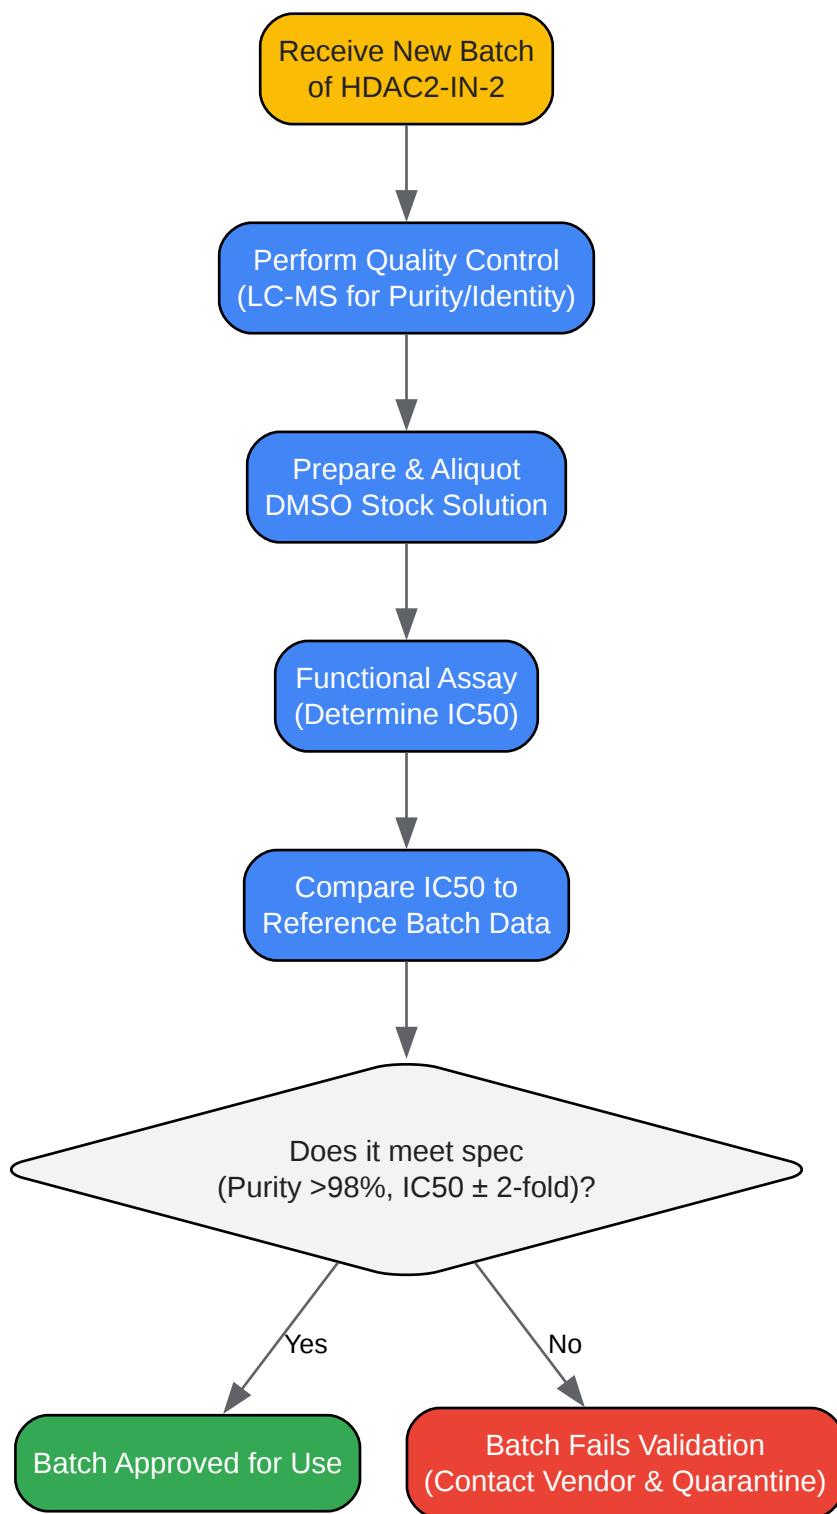 Receive New Batch
of HDAC2-IN-2
Perform Quality Control
(LC-MS for Purity/Identity)
Prepare & Aliquot
DMSO Stock Solution
Functional Assay
(Determine IC50)
Compare IC50 to
Reference Batch Data
Does it meet spec
(Purity >98%, IC50 ± 2-fold)?
Yes
No
Batch Approved for Use
Batch Fails Validation
(Contact Vendor & Quarantine)